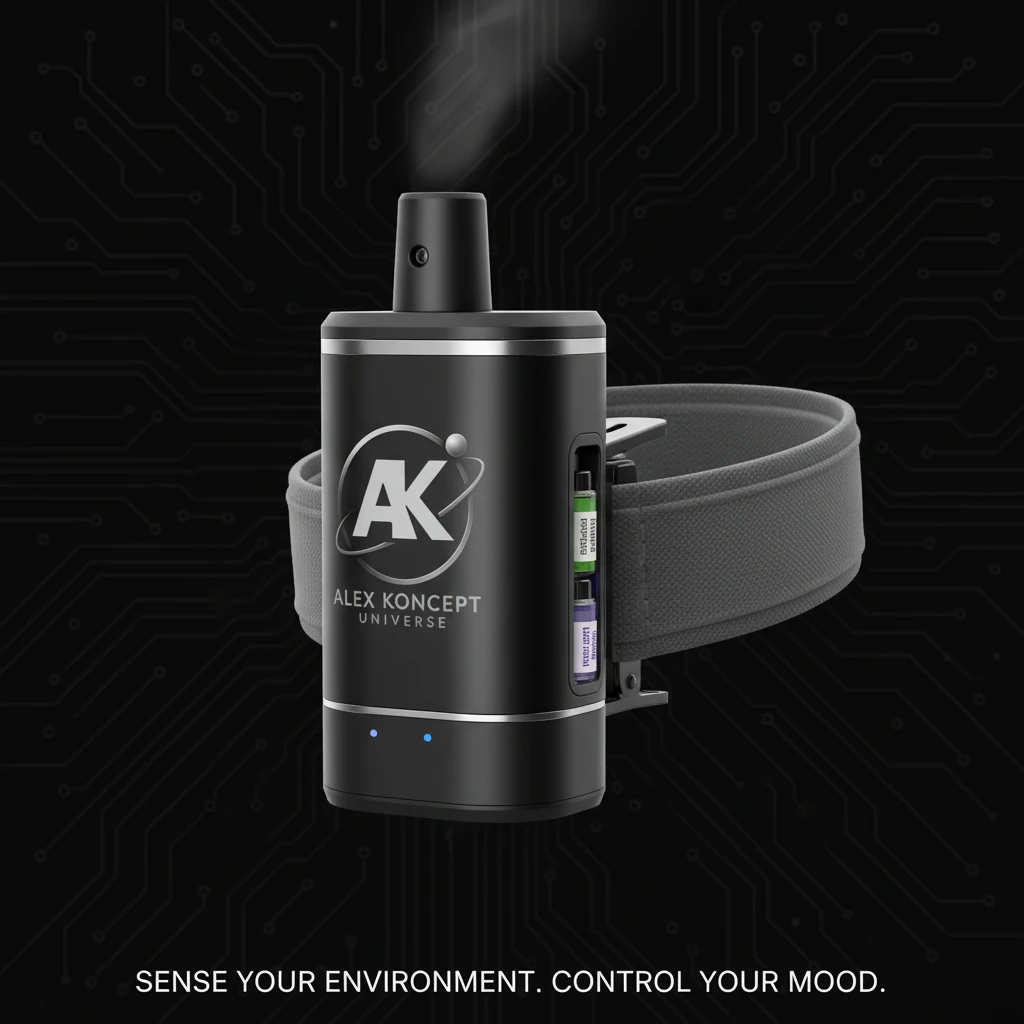 AK
ALEX KONCEPT
UNIVERSE
SENSE YOUR ENVIRONMENT. CONTROL YOUR MOOD.